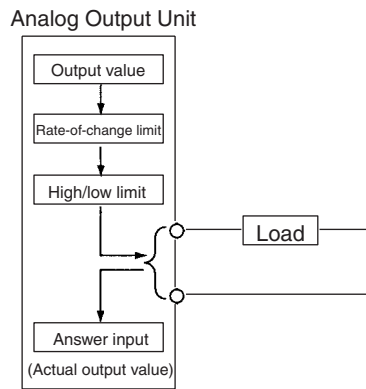 Analog Output Unit
Output value
Rate-of-change limit
High/low limit
Load
Answer input
(Actual output value)